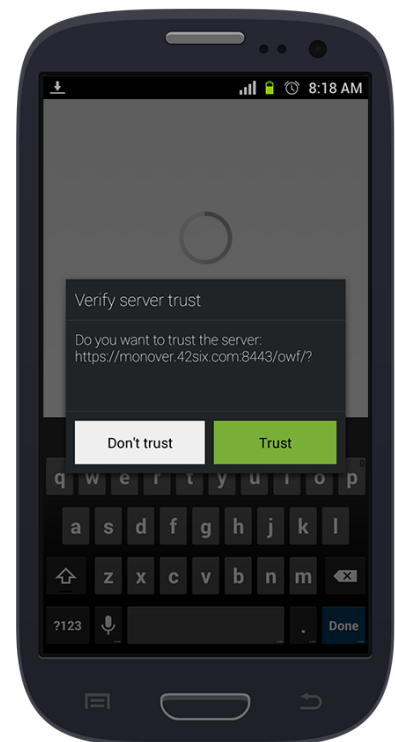 8:18 AM
Verify server trust
Do you want to trust the server:
https://monover.42six.com:8443/owf/?
Don't trust Trust
q w e r t y u i o p
a s d f g h j k l
z x c v b n m
?123 . Done